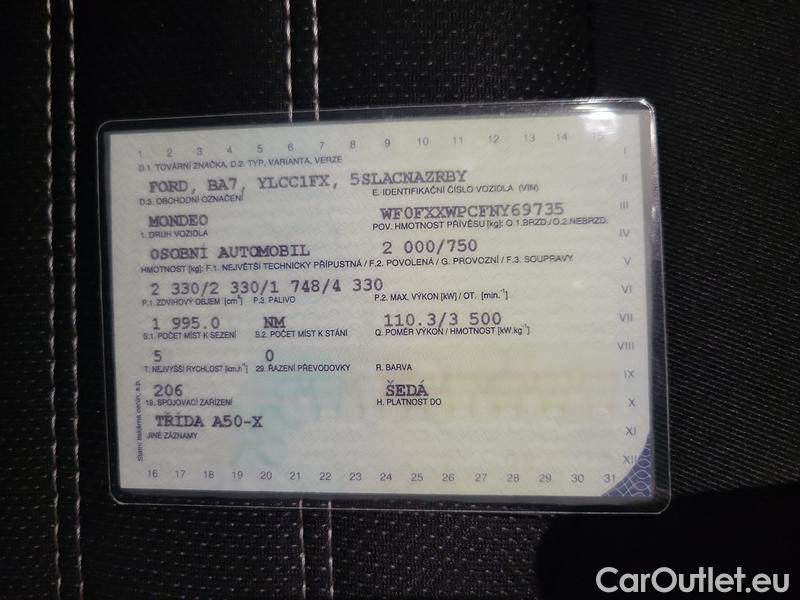 1 2 3 4 5 6 7 8 9 10 11 12 13 14 15
D.1. TOVÁRNÍ ZNAČKA, D.2. TYP, VARIANTA, VERZE
FORD, BA7, YLCC1FX, 5SLACNAZRBY
D.3. OBCHODNÍ OZNAČENÍ E. IDENTIFIKAČNÍ ČÍSLO VOZIDLA (VIN)
MONDEO WF0FXXWPCFNY69735
1. DRUH VOZIDLA POV. HMOTNOST PŘÍVĚSU [kg]: O.1.BRZD./O.2.NEBRZD.
OSOBNÍ AUTOMOBIL 2 000/750
HMOTNOST [kg]: F.1. NEJVĚTŠÍ TECHNICKY PŘÍPUSTNÁ / F.2. POVOLENÁ / G. PROVOZNÍ / F.3. SOUPRAVY
2 330/2 330/1 748/4 330
P.1. ZDVIHOVÝ OBJEM [cm³] P.3. PALIVO P.2. MAX. VÝKON [kW] / OT. [min.⁻¹]
1 995.0 NM 110.3/3 500
S.1. POČET MÍST K SEZENÍ S.2. POČET MÍST K STÁNÍ Q. POMĚR VÝKON / HMOTNOST [kW.kg⁻¹]
5 0
T. NEJVYŠŠÍ RYCHLOST [km.h⁻¹] 29. ŘAZENÍ PŘEVODOVKY R. BARVA
206 ŠEDÁ
19. SPOJOVACÍ ZAŘÍZENÍ H. PLATNOST DO
TŘÍDA A50-X
JINÉ ZÁZNAMY
16 17 18 19 20 21 22 23 24 25 26 27 28 29 30 31
I
II
III
IV
V
VI
VII
VIII
IX
X
XI
XII
Státní tiskárna cenin, s.p.
CarOutlet.eu